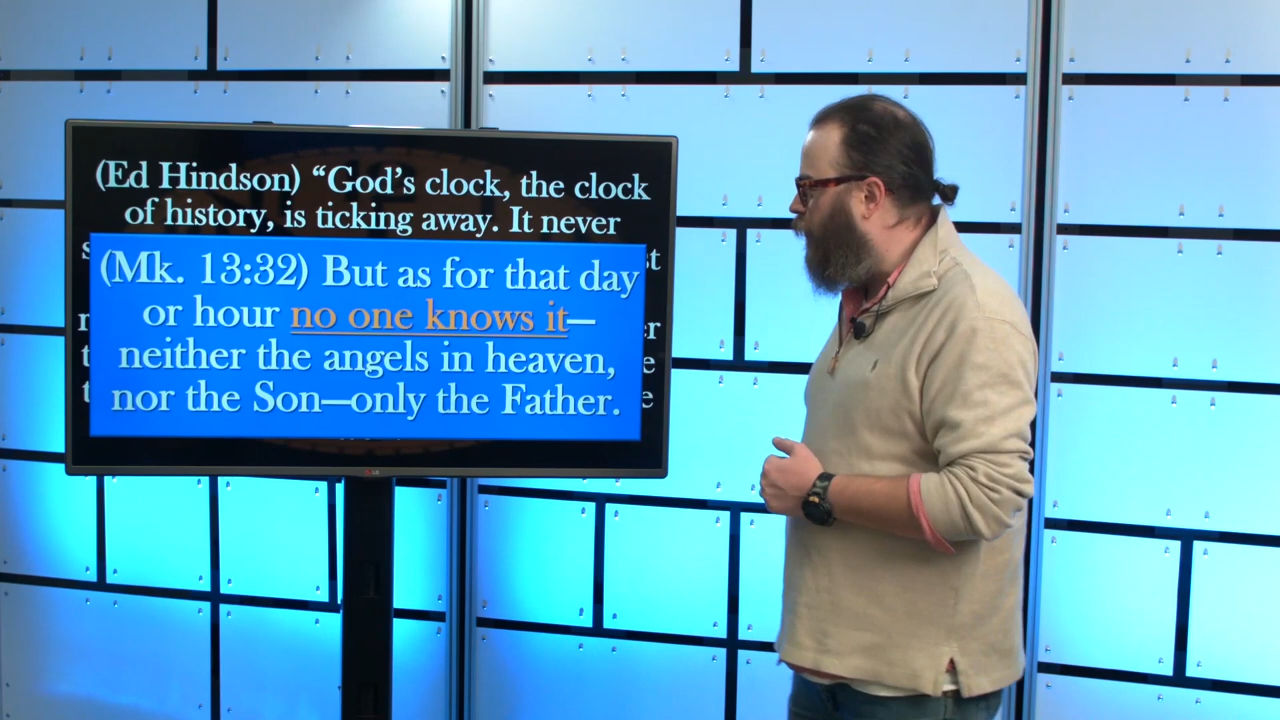 (Ed Hindson) “God’s clock, the clock
of history, is ticking away. It never
(Mk. 13:32) But as for that day
or hour no one knows it—
neither the angels in heaven,
nor the Son—only the Father.
LG